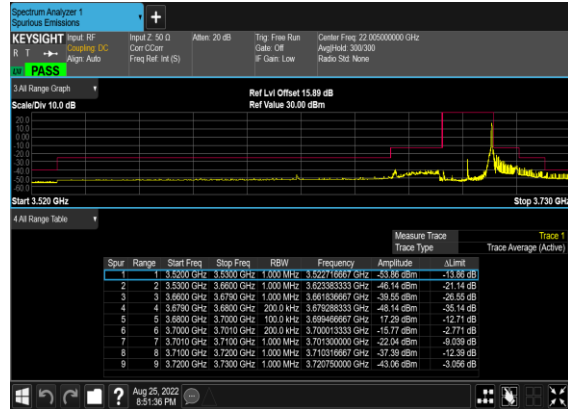 Spectrum Analyzer 1
Spurious Emissions
+
KEYSIGHT Input: RF Input Z: 50 Ω Atten: 20 dB Trig: Free Run Center Freq: 22.005000000 GHz
R T Coupling: DC Corr CCorr Gate: Off Avg|Hold: 300/300
Align: Auto Freq Ref: Int (S) IF Gain: Low Radio Std: None
PASS
3 All Range Graph
Ref Lvl Offset 15.89 dB
Scale/Div 10.0 dB Ref Value 30.00 dBm
20.0
10.0
0.00
-10.0
-20.0
-30.0
-40.0
-50.0
-60.0
Start 3.520 GHz Stop 3.730 GHz
4 All Range Table
Measure Trace Trace 1
Trace Type Trace Average (Active)
Spur Range Start Freq Stop Freq RBW Frequency Amplitude ΔLimit
1 1 3.5200 GHz 3.5300 GHz 1.000 MHz 3.522716667 GHz -53.86 dBm -13.86 dB
2 2 3.5300 GHz 3.6600 GHz 1.000 MHz 3.623383333 GHz -46.14 dBm -21.14 dB
3 3 3.6600 GHz 3.6790 GHz 1.000 MHz 3.661836667 GHz -39.55 dBm -26.55 dB
4 4 3.6790 GHz 3.6800 GHz 200.0 kHz 3.679288333 GHz -48.14 dBm -35.14 dB
5 5 3.6800 GHz 3.7000 GHz 100.0 kHz 3.699466667 GHz 17.29 dBm -12.71 dB
6 6 3.7000 GHz 3.7010 GHz 200.0 kHz 3.700013333 GHz -15.77 dBm -2.771 dB
7 7 3.7010 GHz 3.7100 GHz 1.000 MHz 3.701300000 GHz -22.04 dBm -9.039 dB
8 8 3.7100 GHz 3.7200 GHz 1.000 MHz 3.710316667 GHz -37.39 dBm -12.39 dB
9 9 3.7200 GHz 3.7300 GHz 1.000 MHz 3.720750000 GHz -43.06 dBm -3.056 dB
?
Aug 25, 2022
8:51:36 PM